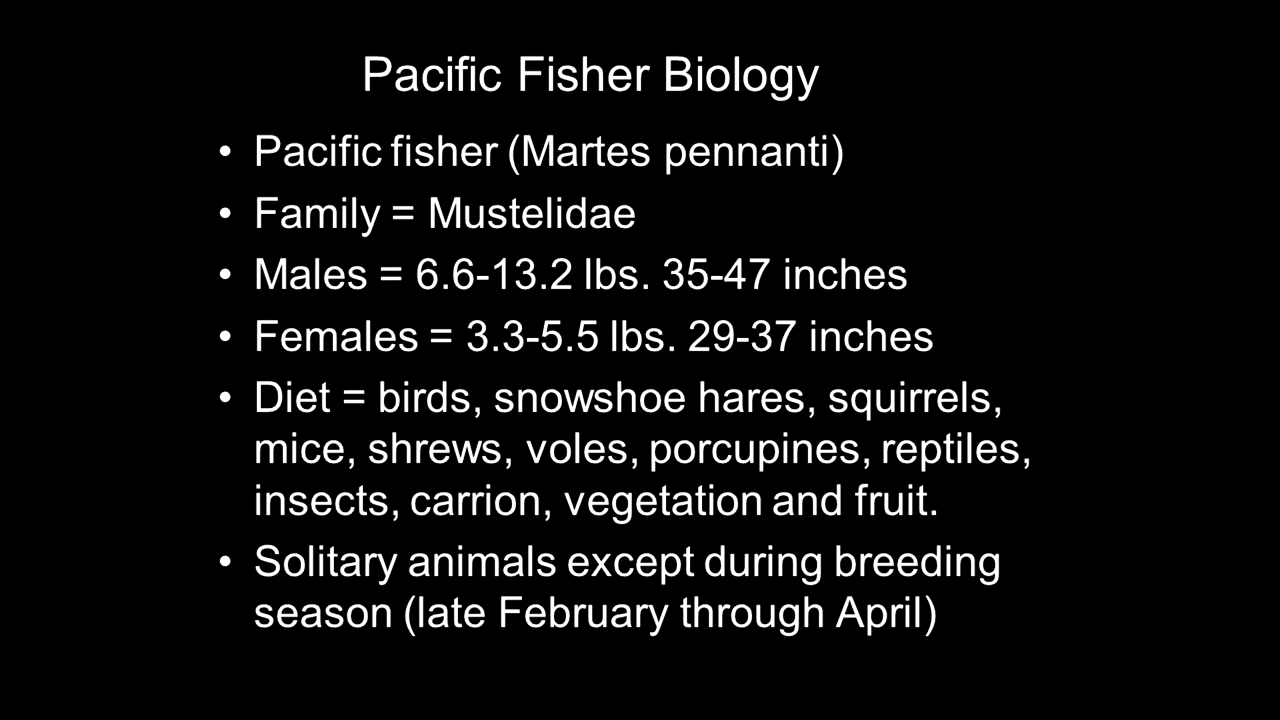 Pacific Fisher Biology
• Pacific fisher (Martes pennanti)
• Family = Mustelidae
• Males = 6.6-13.2 lbs. 35-47 inches
• Females = 3.3-5.5 lbs. 29-37 inches
• Diet = birds, snowshoe hares, squirrels,
mice, shrews, voles, porcupines, reptiles,
insects, carrion, vegetation and fruit.
• Solitary animals except during breeding
season (late February through April)